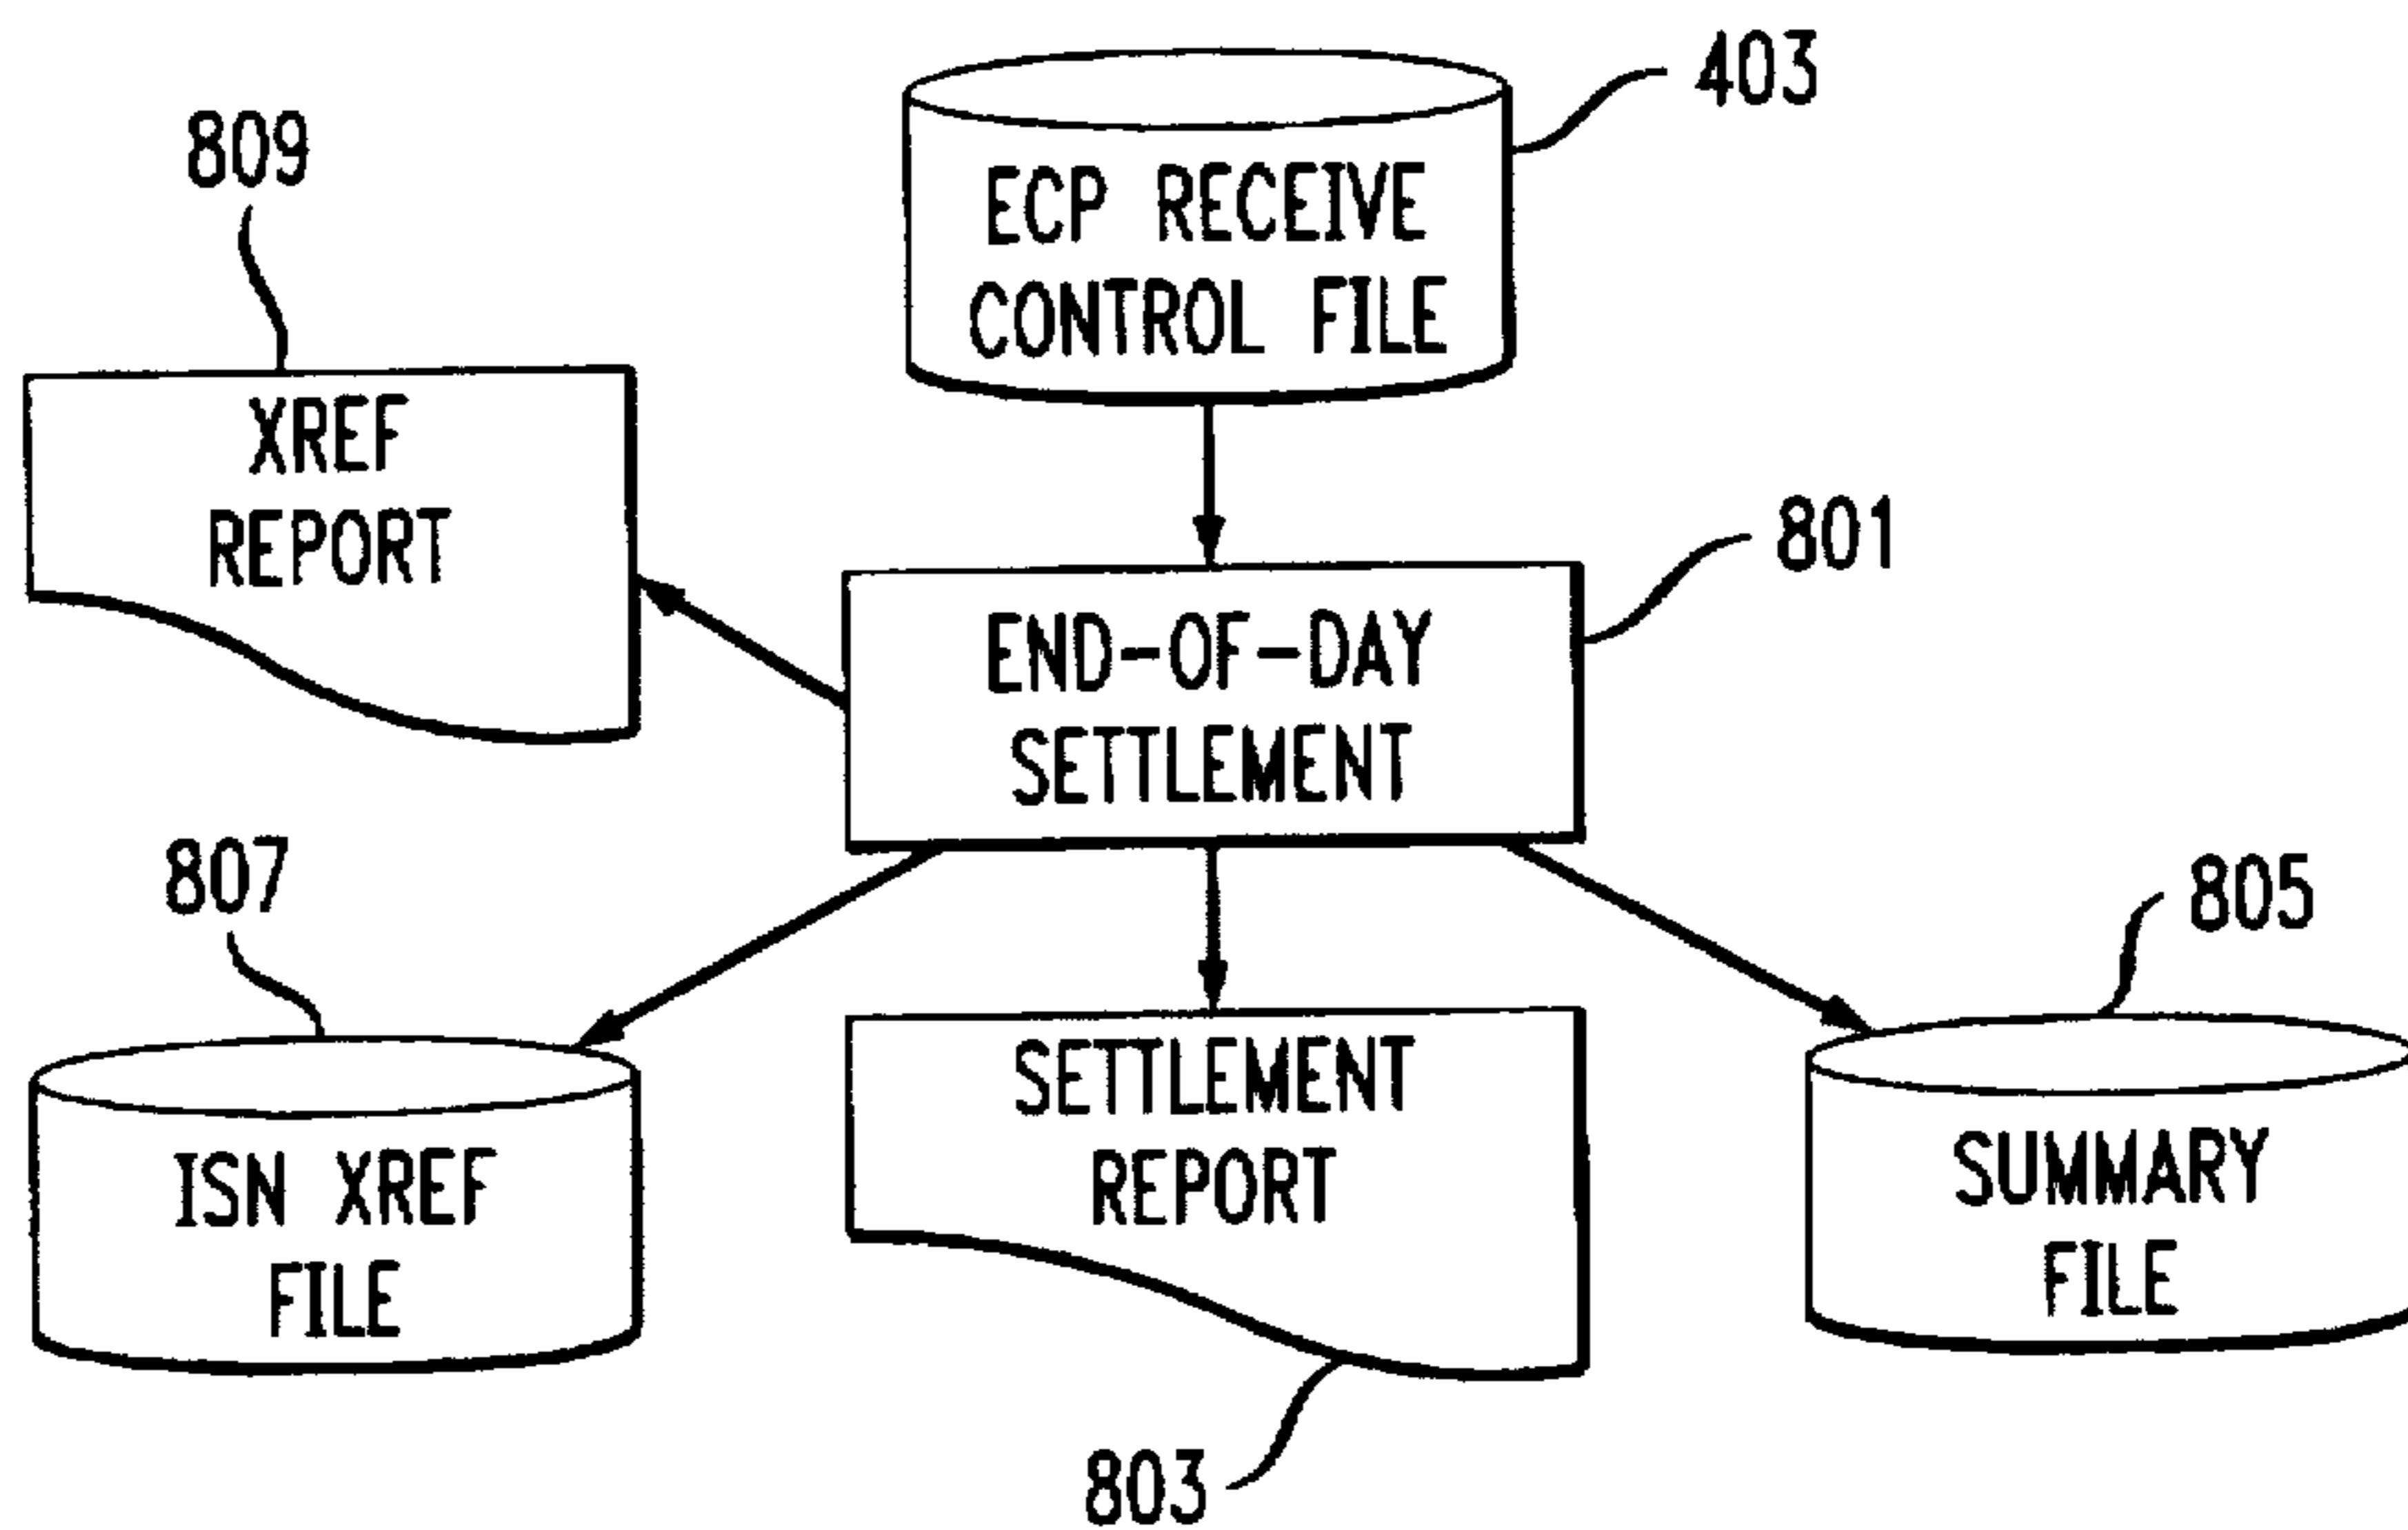 403
809
ECP RECEIVE
CONTROL FILE
XREF
REPORT
801
END-OF-DAY
SETTLEMENT
807
805
ISN XREF
FILE
SETTLEMENT
REPORT
SUMMARY
FILE
803